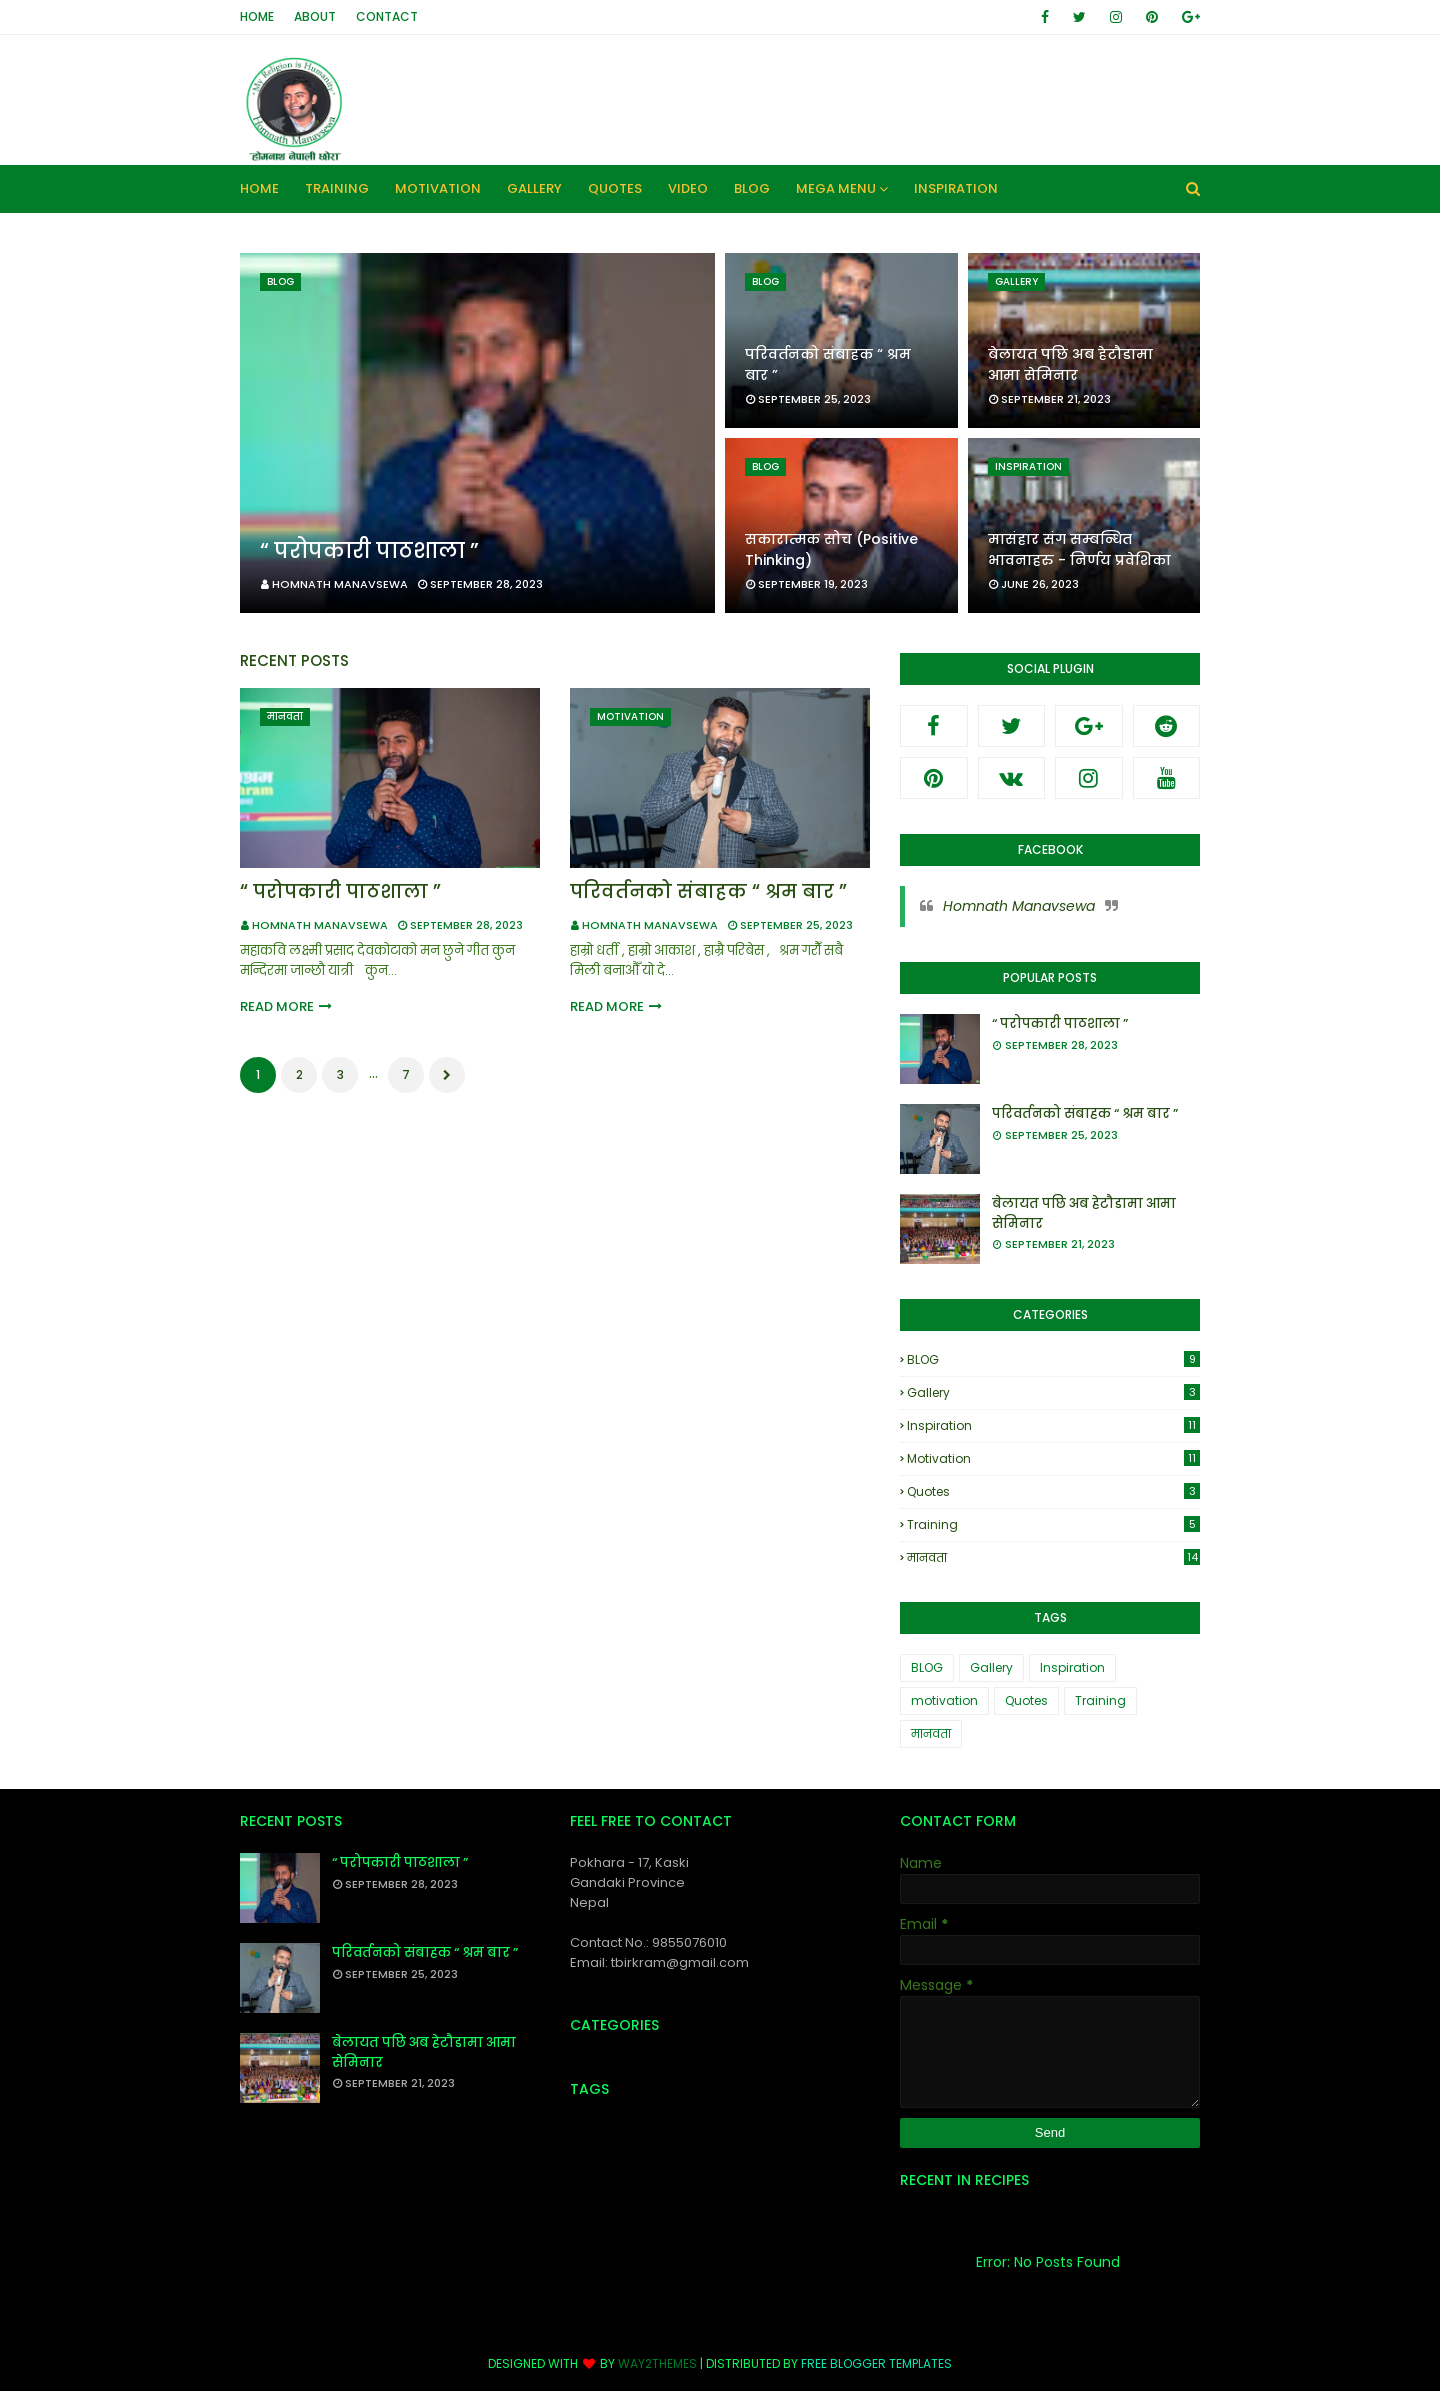 HOME ABOUT CONTACT
My Religion is Humanity
Homnath Manavsewa
होमनाथ नेपाली छोरा
HOME TRAINING MOTIVATION GALLERY QUOTES VIDEO BLOG MEGA MENU INSPIRATION
BLOG
“ परोपकारी पाठशाला ”
HOMNATH MANAVSEWA SEPTEMBER 28, 2023
BLOG
परिवर्तनको संबाहक “ श्रम
बार ”
SEPTEMBER 25, 2023
GALLERY
बेलायत पछि अब हेटौडामा
आमा सेमिनार
SEPTEMBER 21, 2023
BLOG
सकारात्मक सोच (Positive
Thinking)
SEPTEMBER 19, 2023
INSPIRATION
मासंहार संग सम्बन्धित
भावनाहरु - निर्णय प्रवेशिका
JUNE 26, 2023
RECENT POSTS
मानवता
“ परोपकारी पाठशाला ”
HOMNATH MANAVSEWA SEPTEMBER 28, 2023
महाकवि लक्ष्मी प्रसाद देवकोटाको मन छुने गीत कुन
मन्दिरमा जान्छौ यात्री कुन...
READ MORE
MOTIVATION
परिवर्तनको संबाहक “ श्रम बार ”
HOMNATH MANAVSEWA SEPTEMBER 25, 2023
हाम्रो धर्ती , हाम्रो आकाश , हाम्रै परिबेस , श्रम गरौँ सबै
मिली बनाऔँ यो दे...
READ MORE
1 2 3 ... 7
SOCIAL PLUGIN
FACEBOOK
Homnath Manavsewa
POPULAR POSTS
“ परोपकारी पाठशाला ”
SEPTEMBER 28, 2023
परिवर्तनको संबाहक “ श्रम बार ”
SEPTEMBER 25, 2023
बेलायत पछि अब हेटौडामा आमा
सेमिनार
SEPTEMBER 21, 2023
CATEGORIES
BLOG 9
Gallery 3
Inspiration 11
Motivation 11
Quotes 3
Training 5
मानवता 14
TAGS
BLOG Gallery Inspiration
motivation Quotes Training
मानवता
RECENT POSTS
“ परोपकारी पाठशाला ”
SEPTEMBER 28, 2023
परिवर्तनको संबाहक “ श्रम बार ”
SEPTEMBER 25, 2023
बेलायत पछि अब हेटौडामा आमा
सेमिनार
SEPTEMBER 21, 2023
FEEL FREE TO CONTACT
Pokhara - 17, Kaski
Gandaki Province
Nepal
Contact No.: 9855076010
Email: tbirkram@gmail.com
CATEGORIES
TAGS
CONTACT FORM
Name
Email *
Message *
Send
RECENT IN RECIPES
Error: No Posts Found
DESIGNED WITH BY WAY2THEMES | DISTRIBUTED BY FREE BLOGGER TEMPLATES